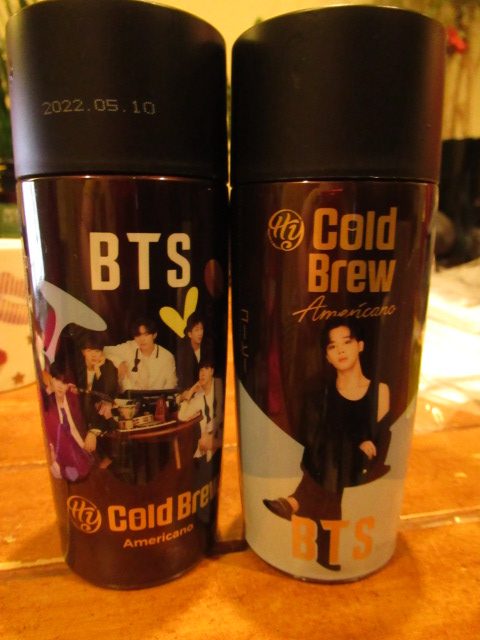 2022.05.10
BTS
Hy Cold Brew
Americano
Hy Cold
Brew
Americano
BTS